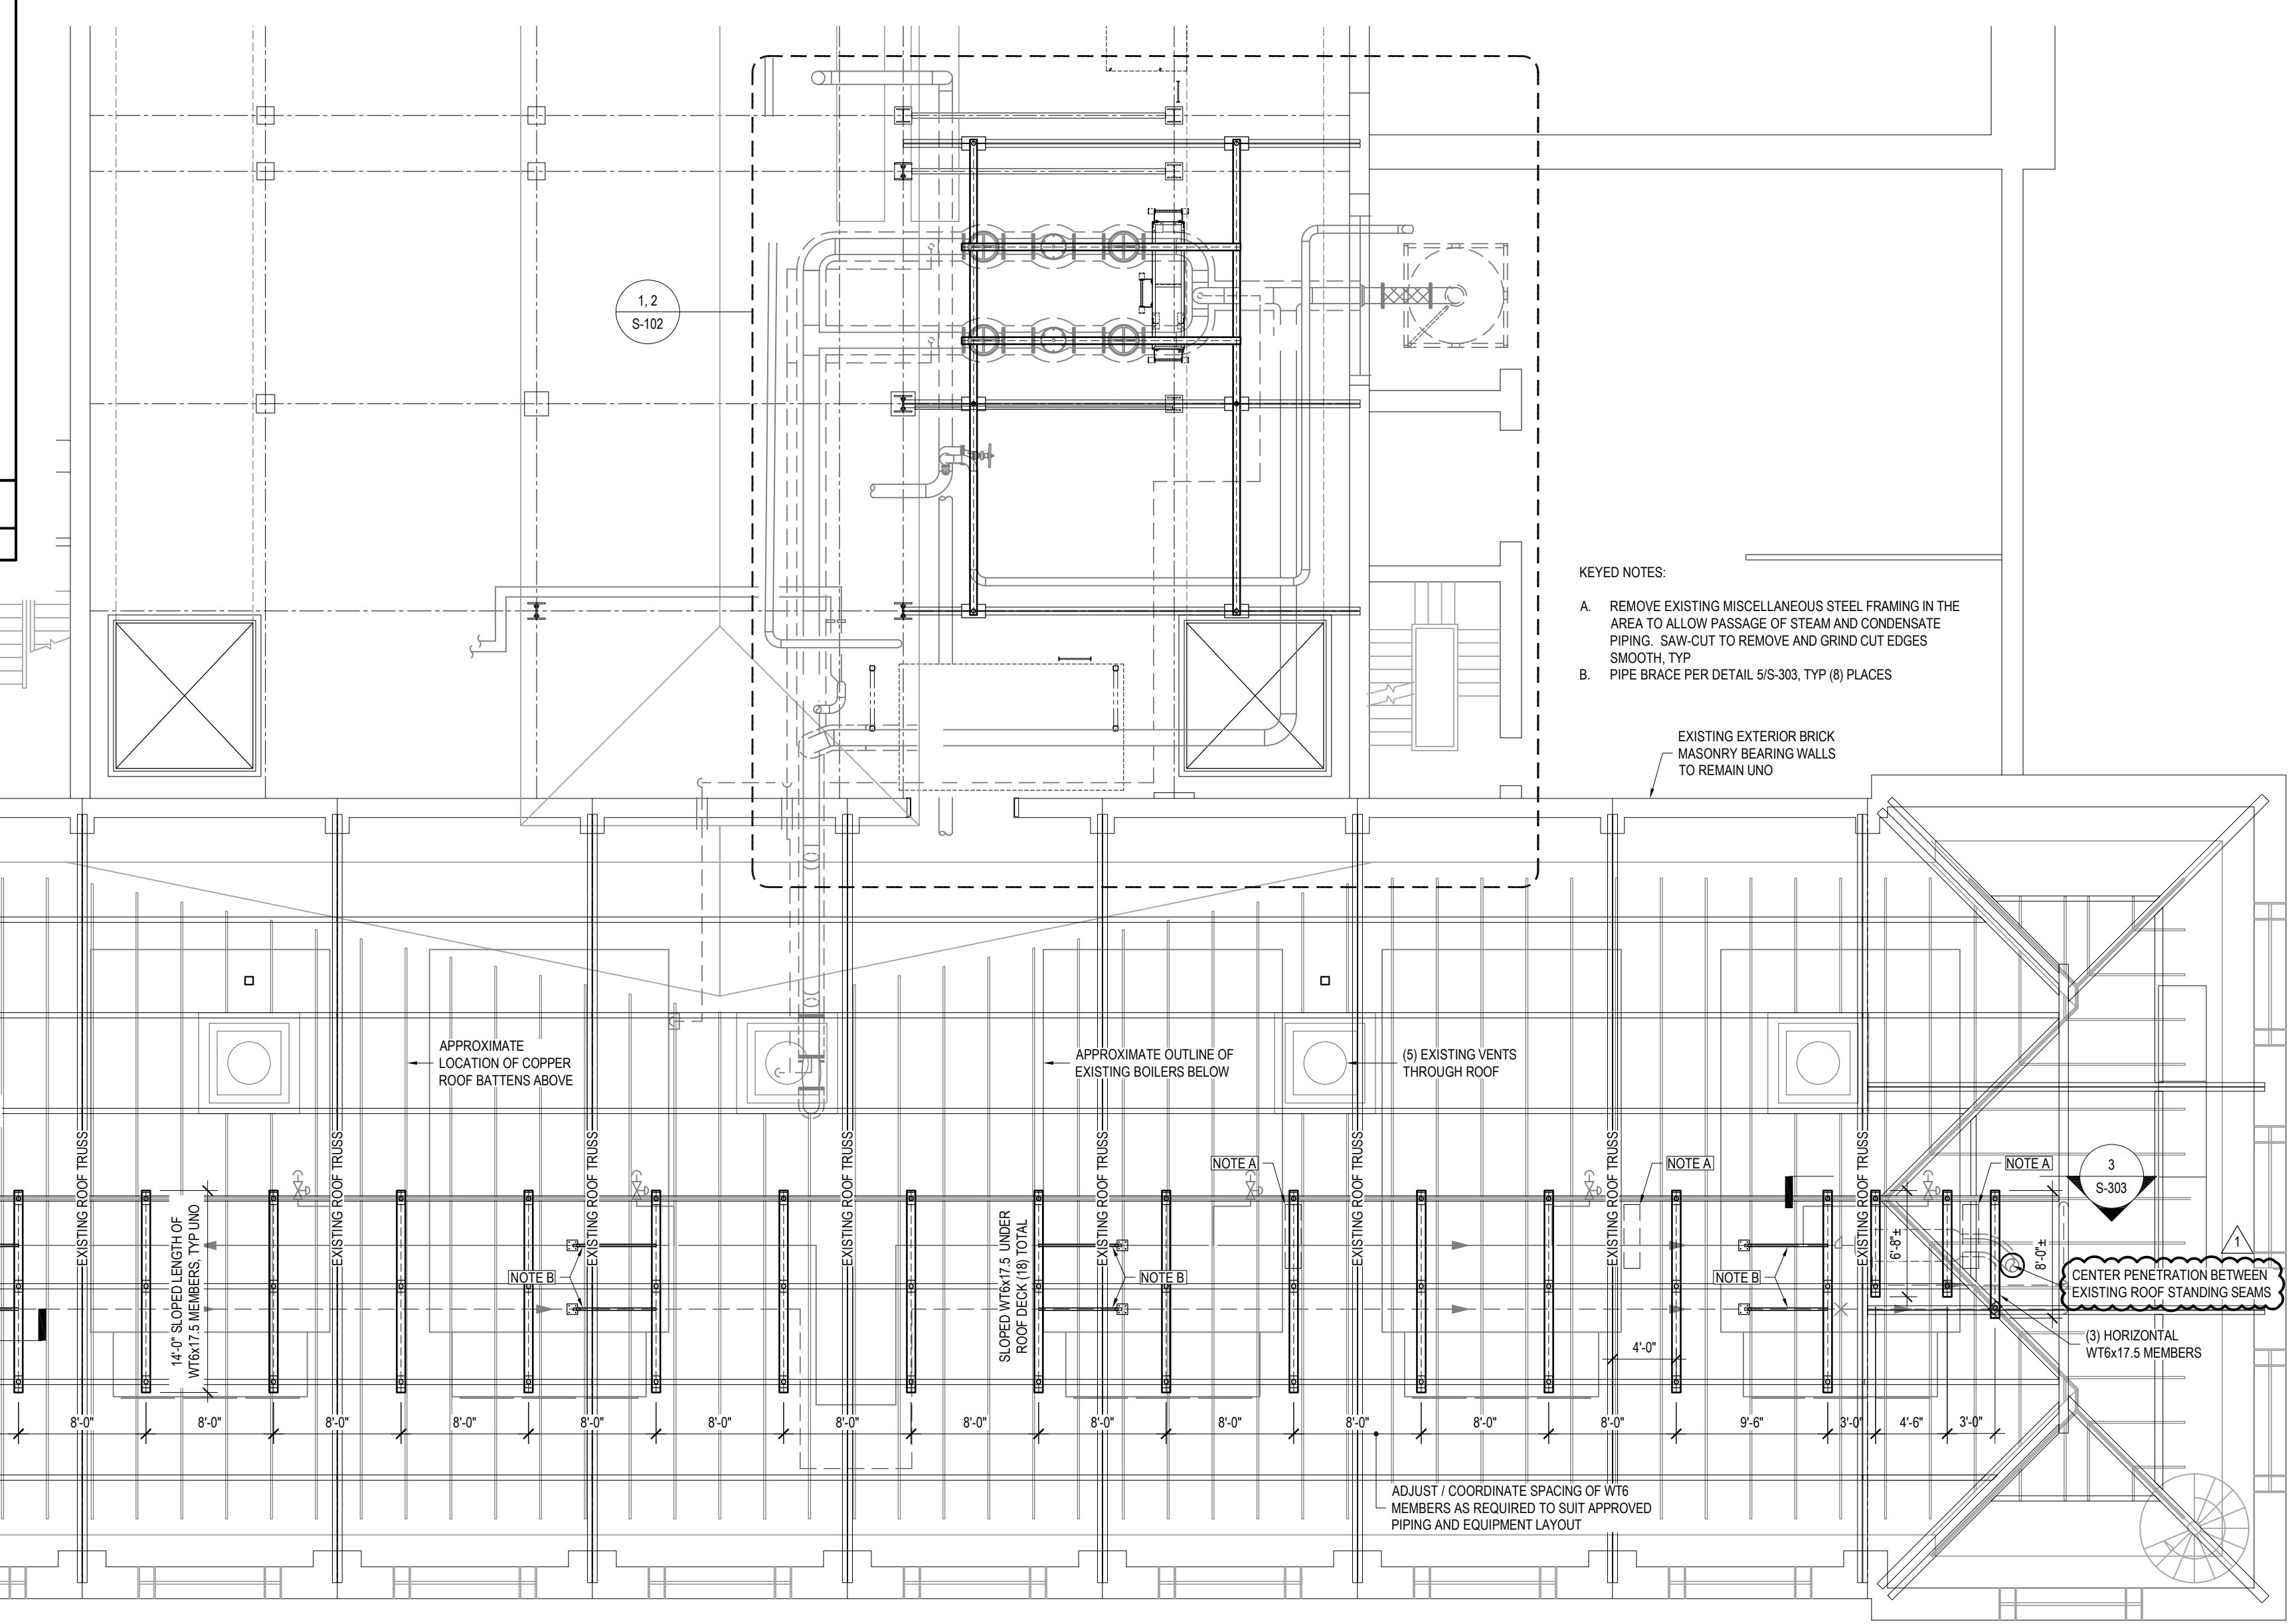 1, 2
S-102
KEYED NOTES:
A. REMOVE EXISTING MISCELLANEOUS STEEL FRAMING IN THE
AREA TO ALLOW PASSAGE OF STEAM AND CONDENSATE
PIPING. SAW-CUT TO REMOVE AND GRIND CUT EDGES
SMOOTH, TYP
B. PIPE BRACE PER DETAIL 5/S-303, TYP (8) PLACES
EXISTING EXTERIOR BRICK
MASONRY BEARING WALLS
TO REMAIN UNO
APPROXIMATE
LOCATION OF COPPER
ROOF BATTENS ABOVE
APPROXIMATE OUTLINE OF
EXISTING BOILERS BELOW
(5) EXISTING VENTS
THROUGH ROOF
EXISTING ROOF TRUSS
EXISTING ROOF TRUSS
EXISTING ROOF TRUSS
EXISTING ROOF TRUSS
EXISTING ROOF TRUSS
EXISTING ROOF TRUSS
EXISTING ROOF TRUSS
EXISTING ROOF TRUSS
NOTE A
NOTE A
NOTE A
3
S-303
14'-0" SLOPED LENGTH OF
WT6x17.5 MEMBERS, TYP UNO
SLOPED WT6x17.5 UNDER
ROOF DECK (18) TOTAL
6'-8"±
8'-0"±
1
NOTE B
NOTE B
NOTE B
CENTER PENETRATION BETWEEN
EXISTING ROOF STANDING SEAMS
(3) HORIZONTAL
WT6x17.5 MEMBERS
4'-0"
8'-0"
8'-0"
8'-0"
8'-0"
8'-0"
8'-0"
8'-0"
8'-0"
8'-0"
8'-0"
8'-0"
8'-0"
8'-0"
9'-6"
3'-0"
4'-6"
3'-0"
ADJUST / COORDINATE SPACING OF WT6
MEMBERS AS REQUIRED TO SUIT APPROVED
PIPING AND EQUIPMENT LAYOUT